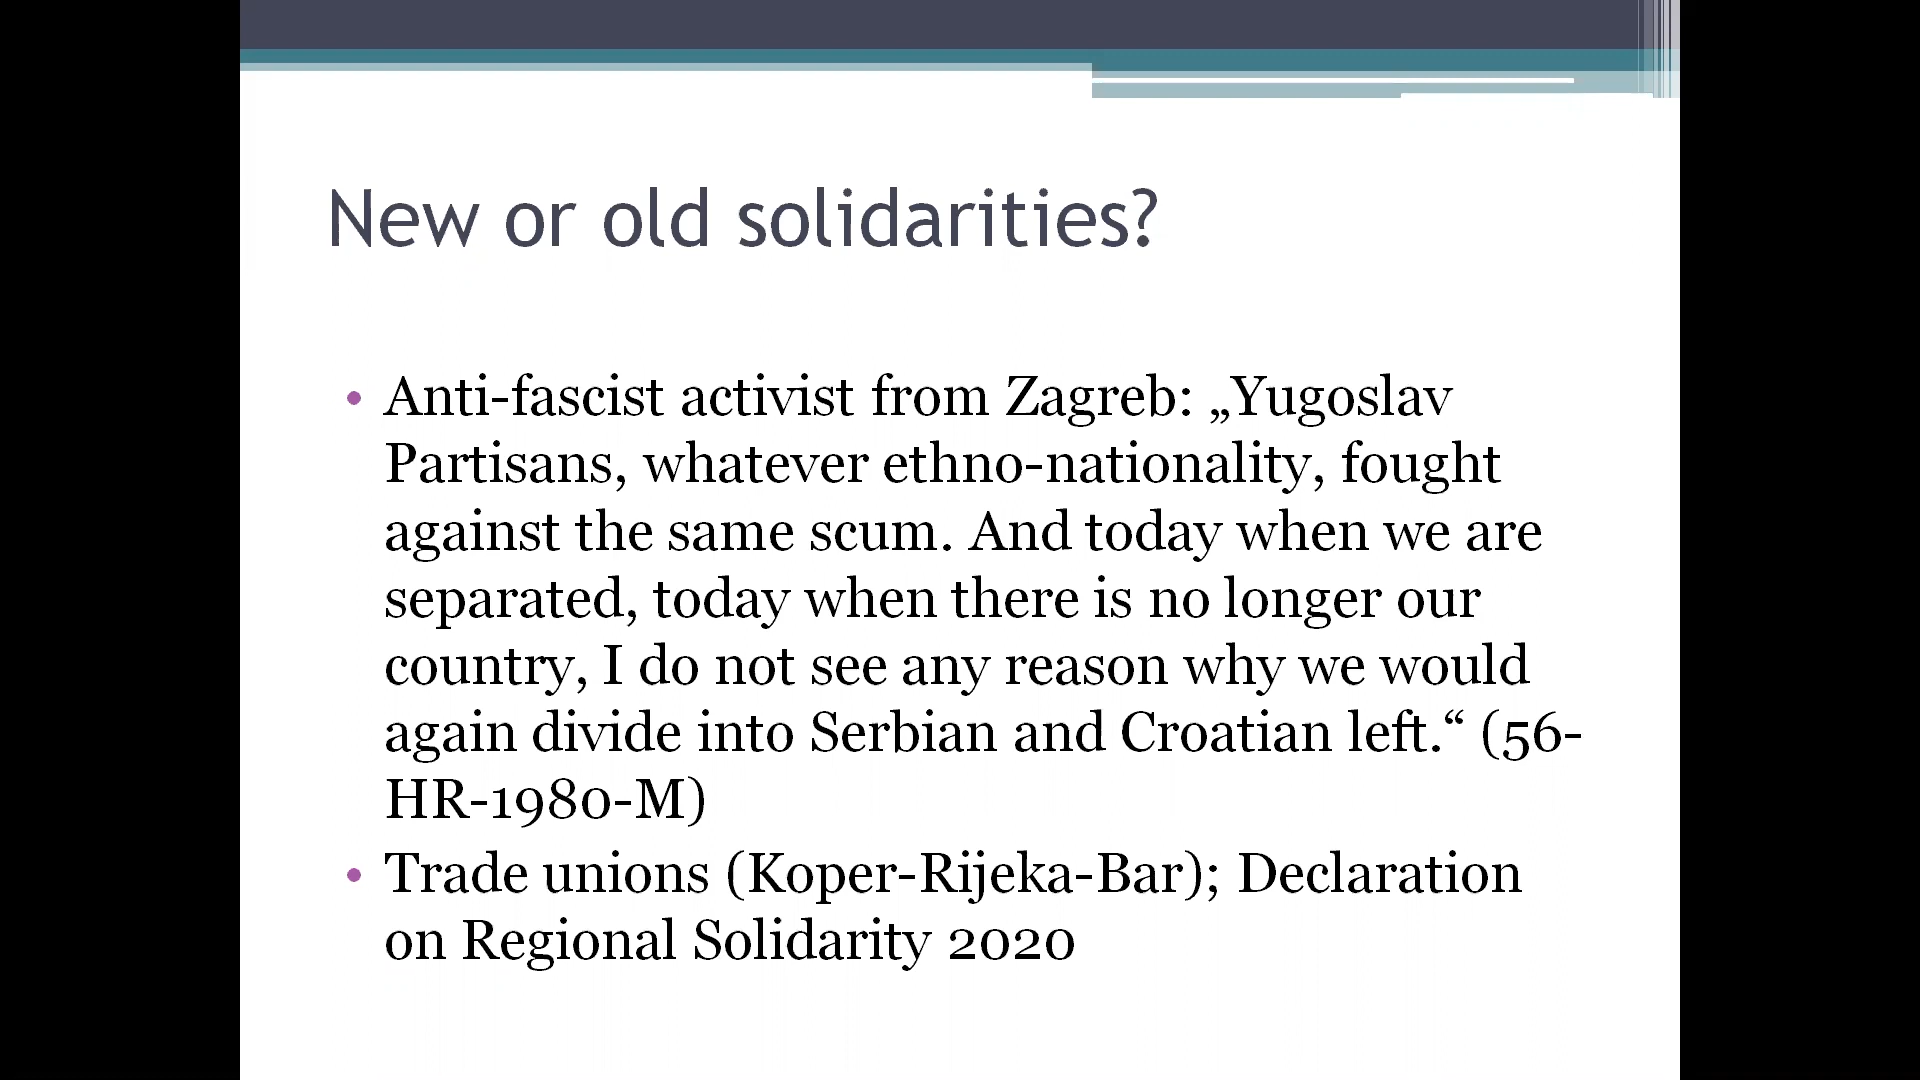 New or old solidarities?
• Anti-fascist activist from Zagreb: „Yugoslav
Partisans, whatever ethno-nationality, fought
against the same scum. And today when we are
separated, today when there is no longer our
country, I do not see any reason why we would
again divide into Serbian and Croatian left.“ (56-
HR-1980-M)
• Trade unions (Koper-Rijeka-Bar); Declaration
on Regional Solidarity 2020